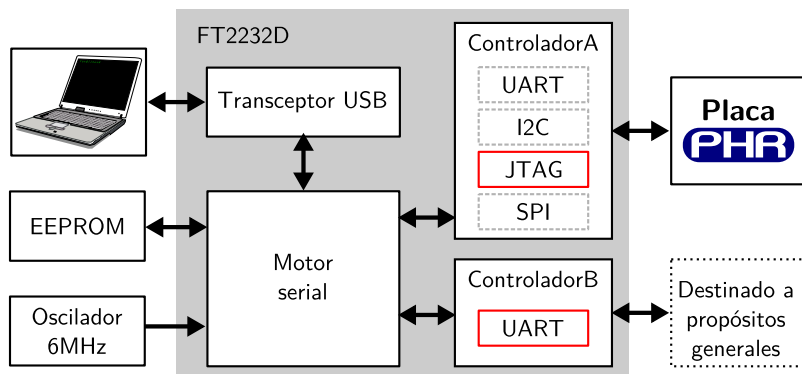 FT2232D
Transceptor USB
EEPROM
Oscilador
6MHz
Motor
serial
ControladorA
UART
I2C
JTAG
SPI
ControladorB
UART
Placa
PHR
Destinado a
propósitos
generales